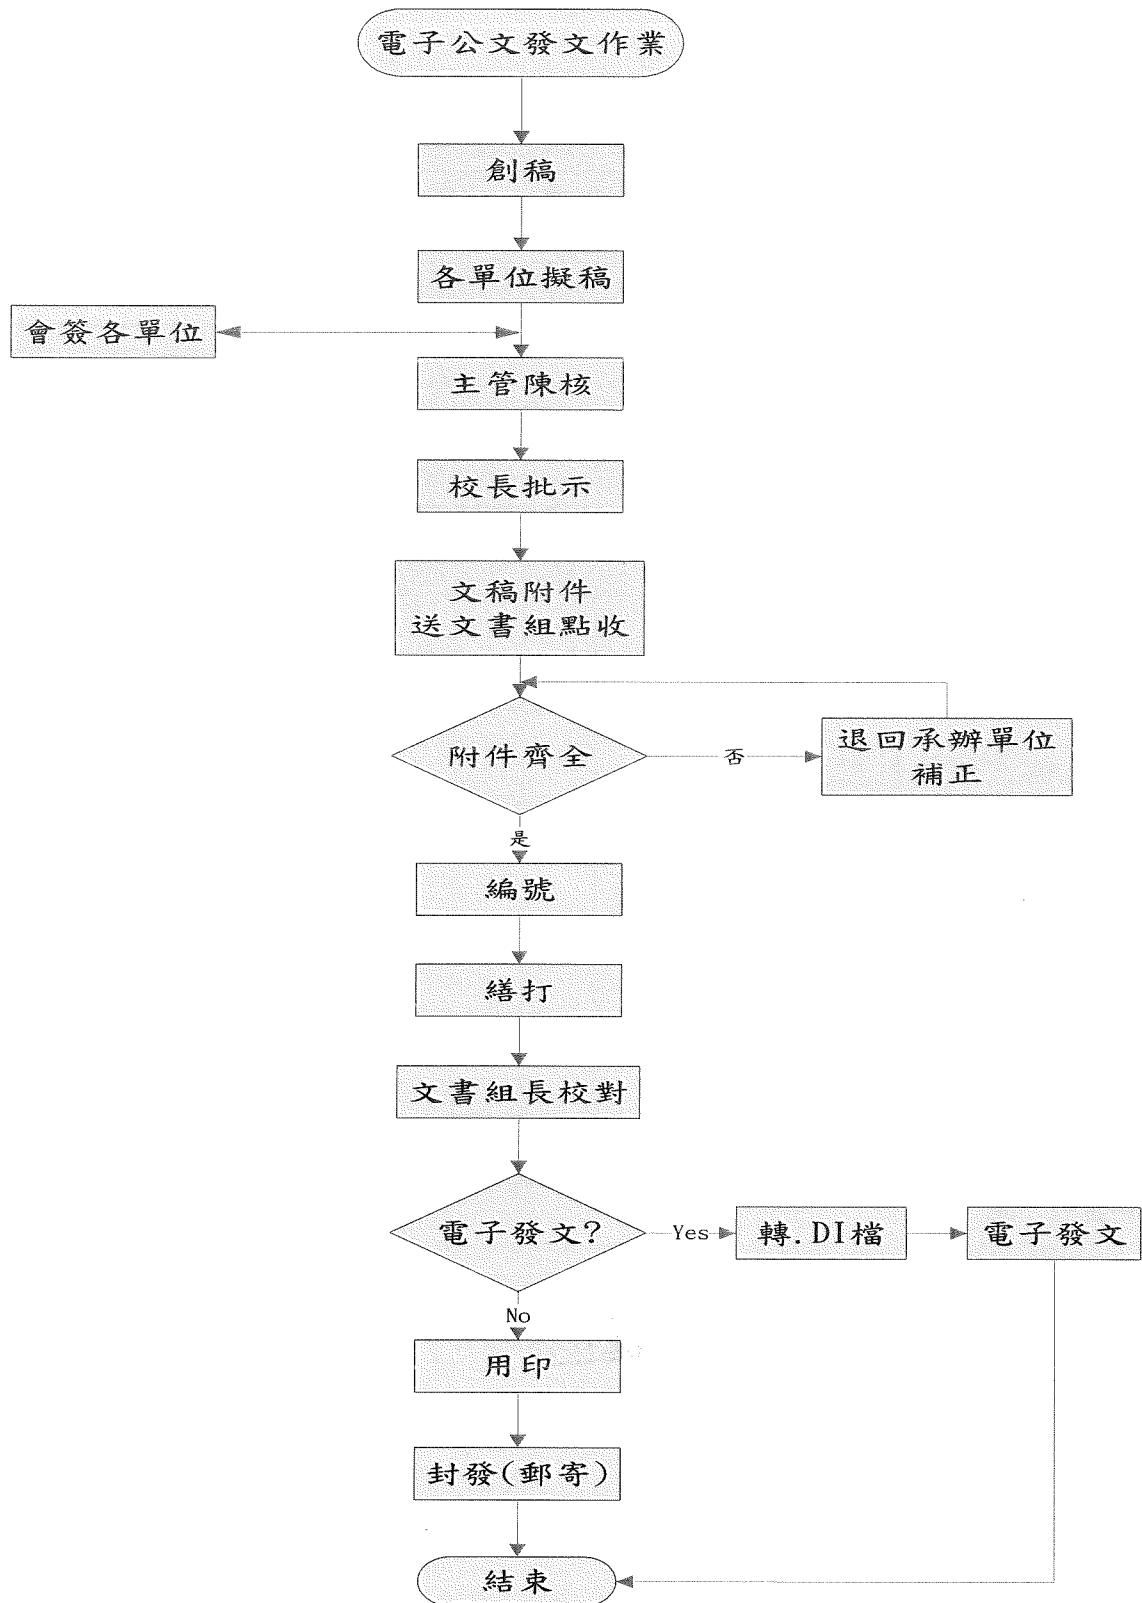 電子公文發文作業
創稿
各單位擬稿
會簽各單位
主管陳核
校長批示
文稿附件
送文書組點收
附件齊全
否
退回承辦單位
補正
是
編號
繕打
文書組長校對
電子發文?
Yes
轉.DI檔
電子發文
No
用印
封發(郵寄)
結束